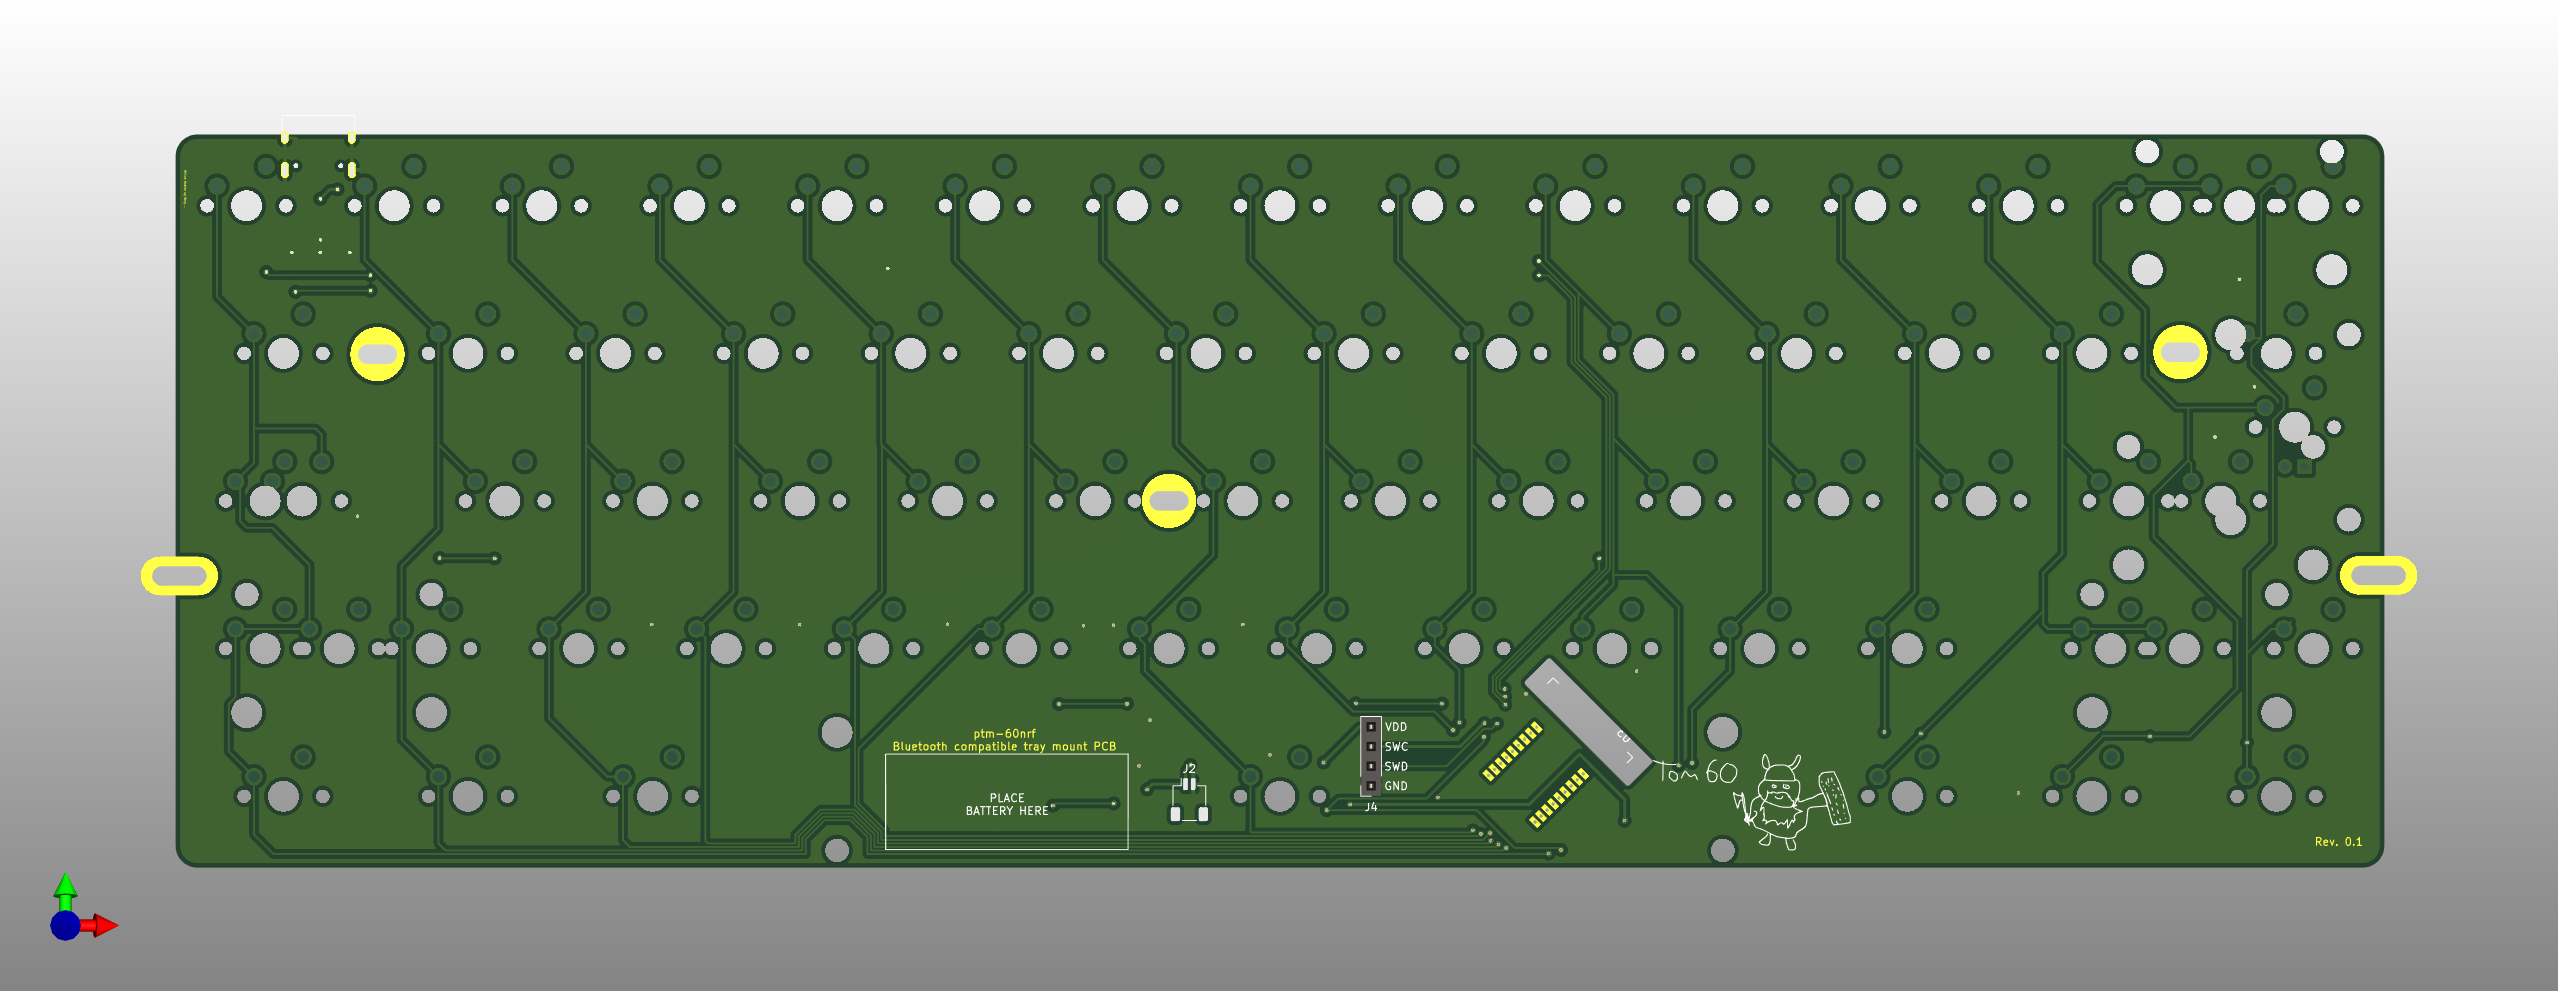 ptm-60nrf
Bluetooth compatible tray mount PCB
PLACE
BATTERY HERE
J2
VDD
SWC
SWD
GND
J4
Tom 60
Rev. 0.1